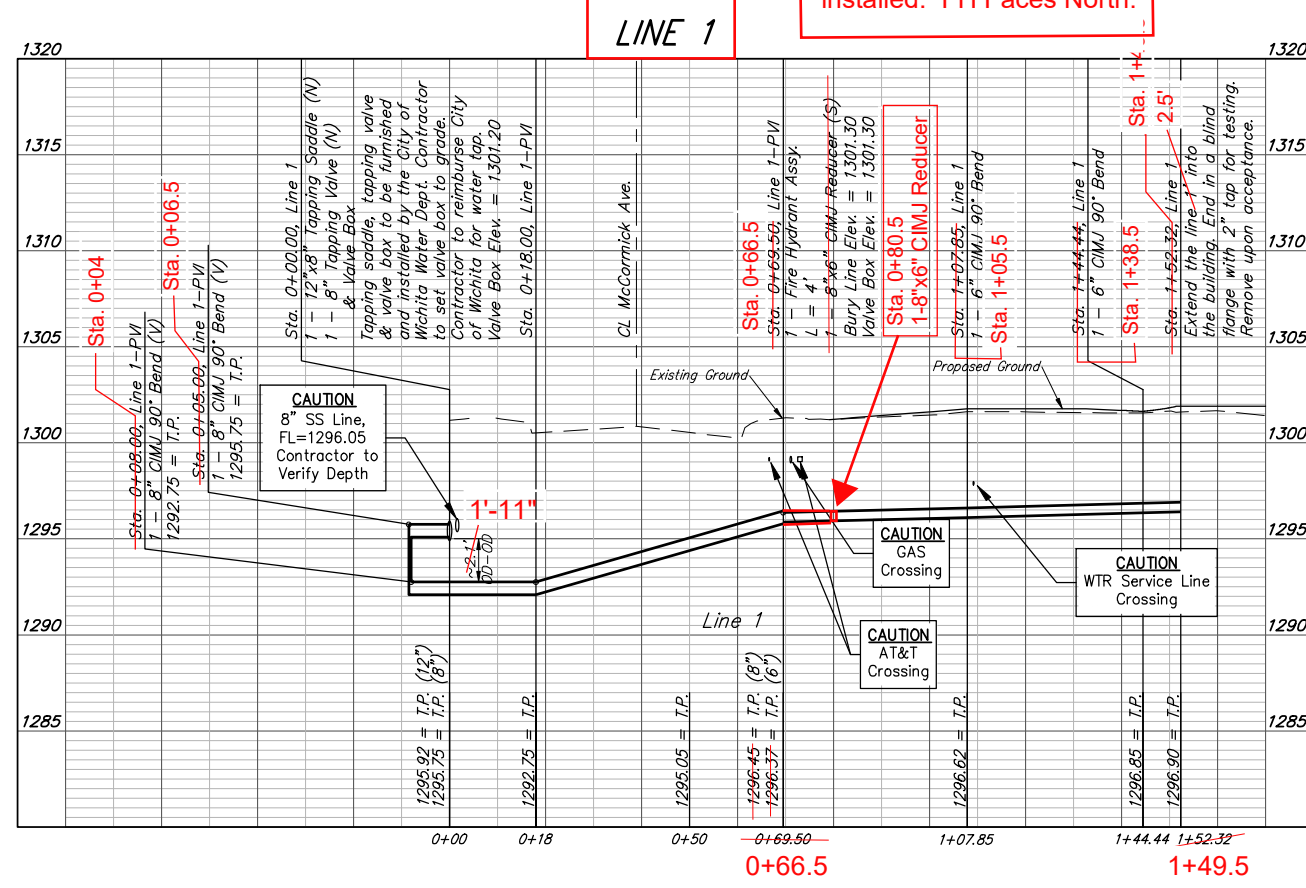 Installed. FH Faces North.
LINE 1
1320
1320
1315
1315
1310
1310
1305
1305
1300
1300
1295
1295
1290
1290
1285
1285
Sta. 0+04
Sta. 0+08.00, Line 1-PVI
1 - 8" CIMJ 90° Bend (V)
1292.75 = T.P.
Sta. 0+06.5
Sta. 0+05.00, Line 1-PVI
1 - 8" CIMJ 90° Bend (V)
1295.75 = T.P.
Sta. 0+00.00, Line 1
1 - 12"x8" Tapping Saddle (N)
1 - 8" Tapping Valve (N)
& Valve Box
Tapping saddle, tapping valve
& valve box to be furnished
and installed by the City of
Wichita Water Dept. Contractor
to set valve box to grade.
Contractor to reimburse City
of Wichita for water tap.
Valve Box Elev. = 1301.20
Sta. 0+18.00, Line 1-PVI
CL McCormick Ave.
Sta. 0+66.5
Sta. 0+69.50, Line 1-PVI
1 - Fire Hydrant Assy.
L = 4'
1 - 8"x6" CIMJ Reducer (S)
Bury Line Elev. = 1301.30
Valve Box Elev. = 1301.30
Sta. 0+80.5
1-8"x6" CIMJ Reducer
Sta. 1+07.85, Line 1
1 - 6" CIMJ 90° Bend
Sta. 1+05.5
Sta. 1+44.44, Line 1
1 - 6" CIMJ 90° Bend
Sta. 1+38.5
Sta. 1+4
2.5'
Sta. 1+52.32, Line 1
Extend the line 1' into
the building. End in a blind
flange with 2" tap for testing.
Remove upon acceptance.
CAUTION
8" SS Line,
FL=1296.05
Contractor to
Verify Depth
Existing Ground
Proposed Ground
1'-11"
~2.1'
OD-OD
CAUTION
GAS
Crossing
CAUTION
WTR Service Line
Crossing
CAUTION
AT&T
Crossing
Line 1
1295.92 = T.P. (12")
1295.75 = T.P. (8")
1292.75 = T.P.
1295.05 = T.P.
1296.45 = T.P. (8")
1296.37 = T.P. (6")
1296.62 = T.P.
1296.85 = T.P.
1296.90 = T.P.
0+00
0+18
0+50
0+69.50
1+07.85
1+44.44
1+52.32
0+66.5
1+49.5